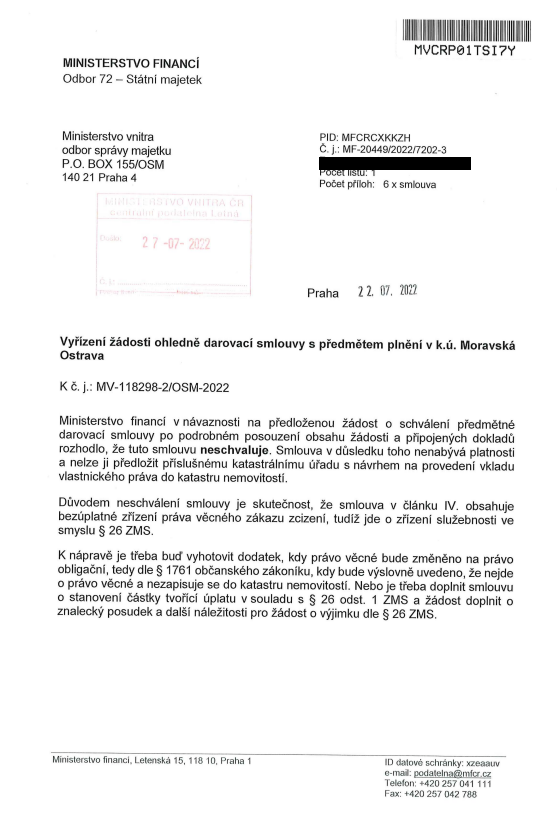 MVCRP01TSI7Y
MINISTERSTVO FINANCÍ
Odbor 72 – Státní majetek
Ministerstvo vnitra
odbor správy majetku
P.O. BOX 155/OSM
140 21 Praha 4
PID: MFCRCXKKZH
Č. j.: MF-20449/2022/7202-3
Počet listů: 1
Počet příloh: 6 x smlouva
MINISTERSTVO VNITRA ČR
centrální podatelna Letná
Došlo: 27 -07- 2022
Č. j.:
Praha 22. 07. 2022
Vyřízení žádosti ohledně darovací smlouvy s předmětem plnění v k.ú. Moravská
Ostrava
K č. j.: MV-118298-2/OSM-2022
Ministerstvo financí v návaznosti na předloženou žádost o schválení předmětné
darovací smlouvy po podrobném posouzení obsahu žádosti a připojených dokladů
rozhodlo, že tuto smlouvu neschvaluje. Smlouva v důsledku toho nenabývá platnosti
a nelze ji předložit příslušnému katastrálnímu úřadu s návrhem na provedení vkladu
vlastnického práva do katastru nemovitostí.
Důvodem neschválení smlouvy je skutečnost, že smlouva v článku IV. obsahuje
bezúplatné zřízení práva věcného zákazu zcizení, tudíž jde o zřízení služebnosti ve
smyslu § 26 ZMS.
K nápravě je třeba buď vyhotovit dodatek, kdy právo věcné bude změněno na právo
obligační, tedy dle § 1761 občanského zákoníku, kdy bude výslovně uvedeno, že nejde
o právo věcné a nezapisuje se do katastru nemovitostí. Nebo je třeba doplnit smlouvu
o stanovení částky tvořící úplatu v souladu s § 26 odst. 1 ZMS a žádost doplnit o
znalecký posudek a další náležitosti pro žádost o výjimku dle § 26 ZMS.
Ministerstvo financí, Letenská 15, 118 10, Praha 1
ID datové schránky: xzeaauv
e-mail: podatelna@mfcr.cz
Telefon: +420 257 041 111
Fax: +420 257 042 788